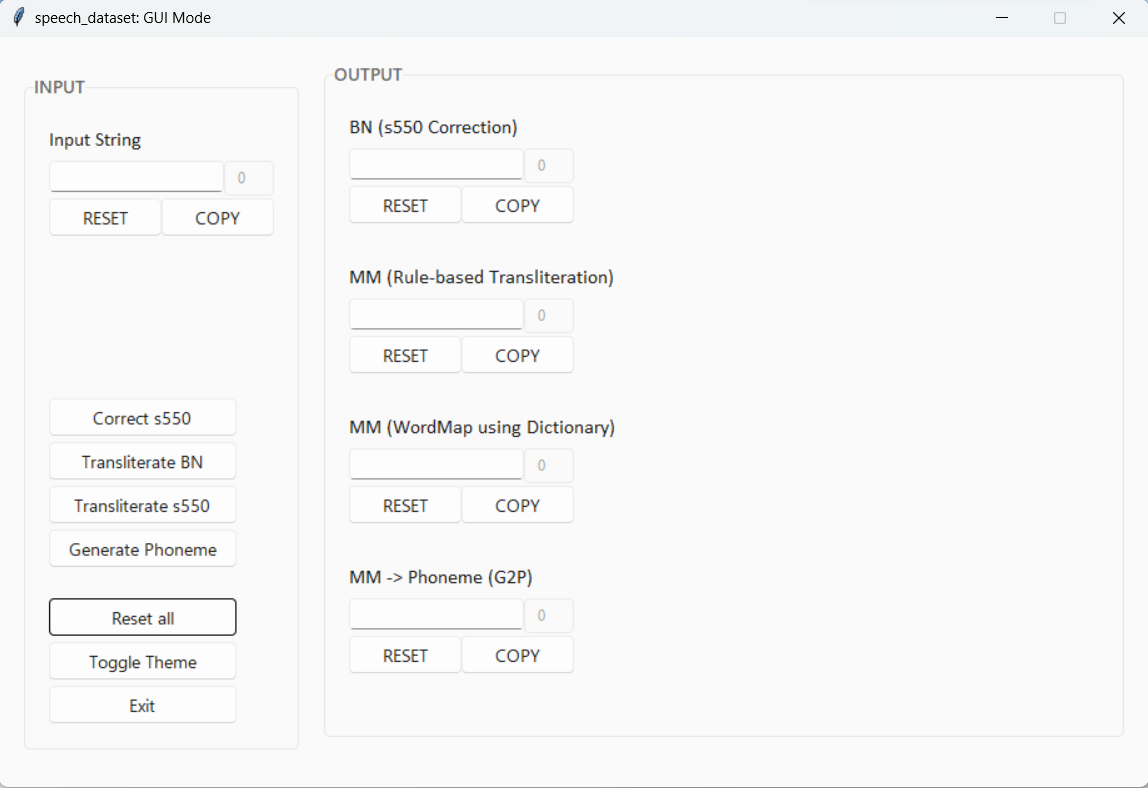 speech_dataset: GUI Mode
INPUT
Input String
0
RESET COPY
Correct s550
Transliterate BN
Transliterate s550
Generate Phoneme
Reset all
Toggle Theme
Exit
OUTPUT
BN (s550 Correction)
0
RESET COPY
MM (Rule-based Transliteration)
0
RESET COPY
MM (WordMap using Dictionary)
0
RESET COPY
MM -> Phoneme (G2P)
0
RESET COPY